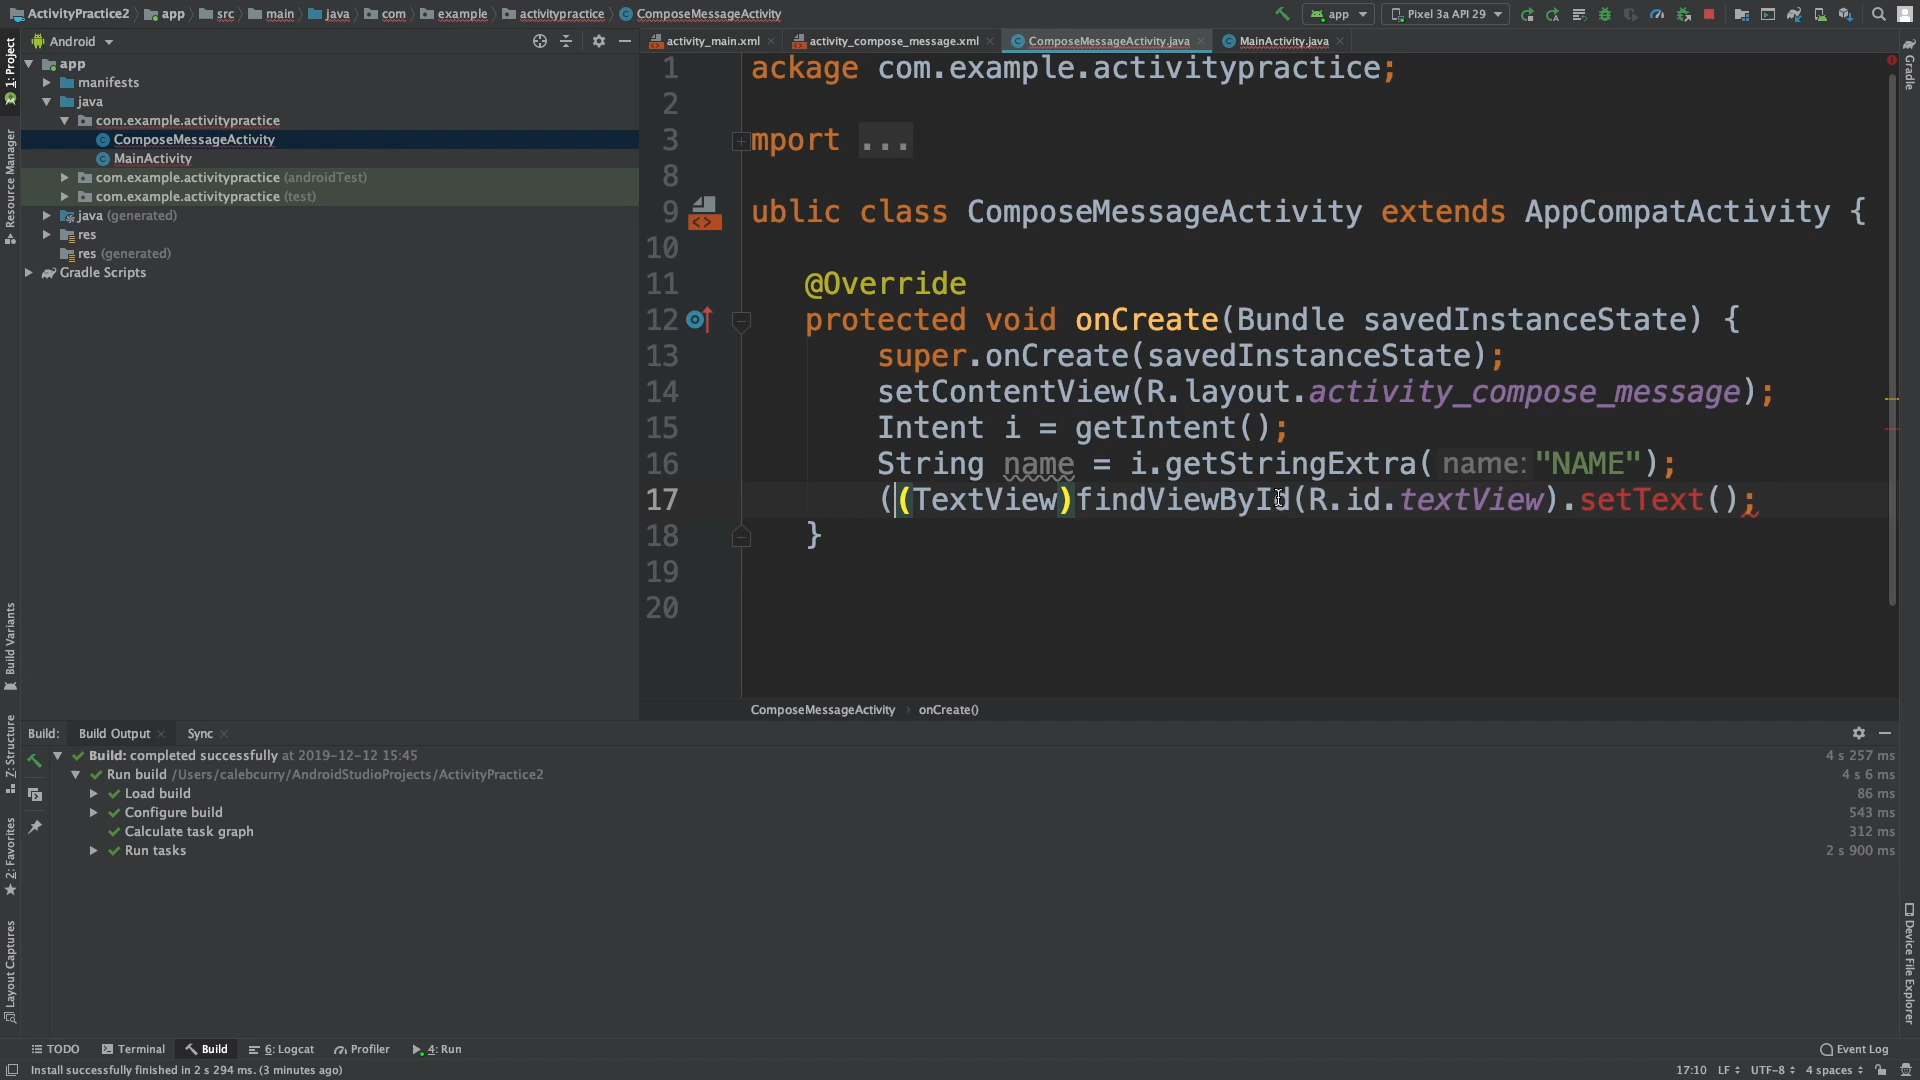 ActivityPractice2 app src main java com example activitypractice ComposeMessageActivity app Pixel 3a API 29
Android activity_main.xml activity_compose_message.xml ComposeMessageActivity.java MainActivity.java
app
manifests
java
com.example.activitypractice
ComposeMessageActivity
MainActivity
com.example.activitypractice (androidTest)
com.example.activitypractice (test)
java (generated)
res
res (generated)
Gradle Scripts
1: Project
Resource Manager
Build Variants
Z: Structure
2: Favorites
Layout Captures
1 ackage com.example.activitypractice;
2
3 mport ...
8
9 ublic class ComposeMessageActivity extends AppCompatActivity {
10
11 @Override
12 protected void onCreate(Bundle savedInstanceState) {
13 super.onCreate(savedInstanceState);
14 setContentView(R.layout.activity_compose_message);
15 Intent i = getIntent();
16 String name = i.getStringExtra( name: "NAME");
17 ((TextView)findViewById(R.id.textView).setText();
18 }
19
20
ComposeMessageActivity › onCreate()
Gradle
Device File Explorer
Build: Build Output Sync
Build: completed successfully at 2019-12-12 15:45 4 s 257 ms
Run build /Users/calebcurry/AndroidStudioProjects/ActivityPractice2 4 s 6 ms
Load build 86 ms
Configure build 543 ms
Calculate task graph 312 ms
Run tasks 2 s 900 ms
TODO Terminal Build 6: Logcat Profiler 4: Run Event Log
Install successfully finished in 2 s 294 ms. (3 minutes ago) 17:10 LF UTF-8 4 spaces